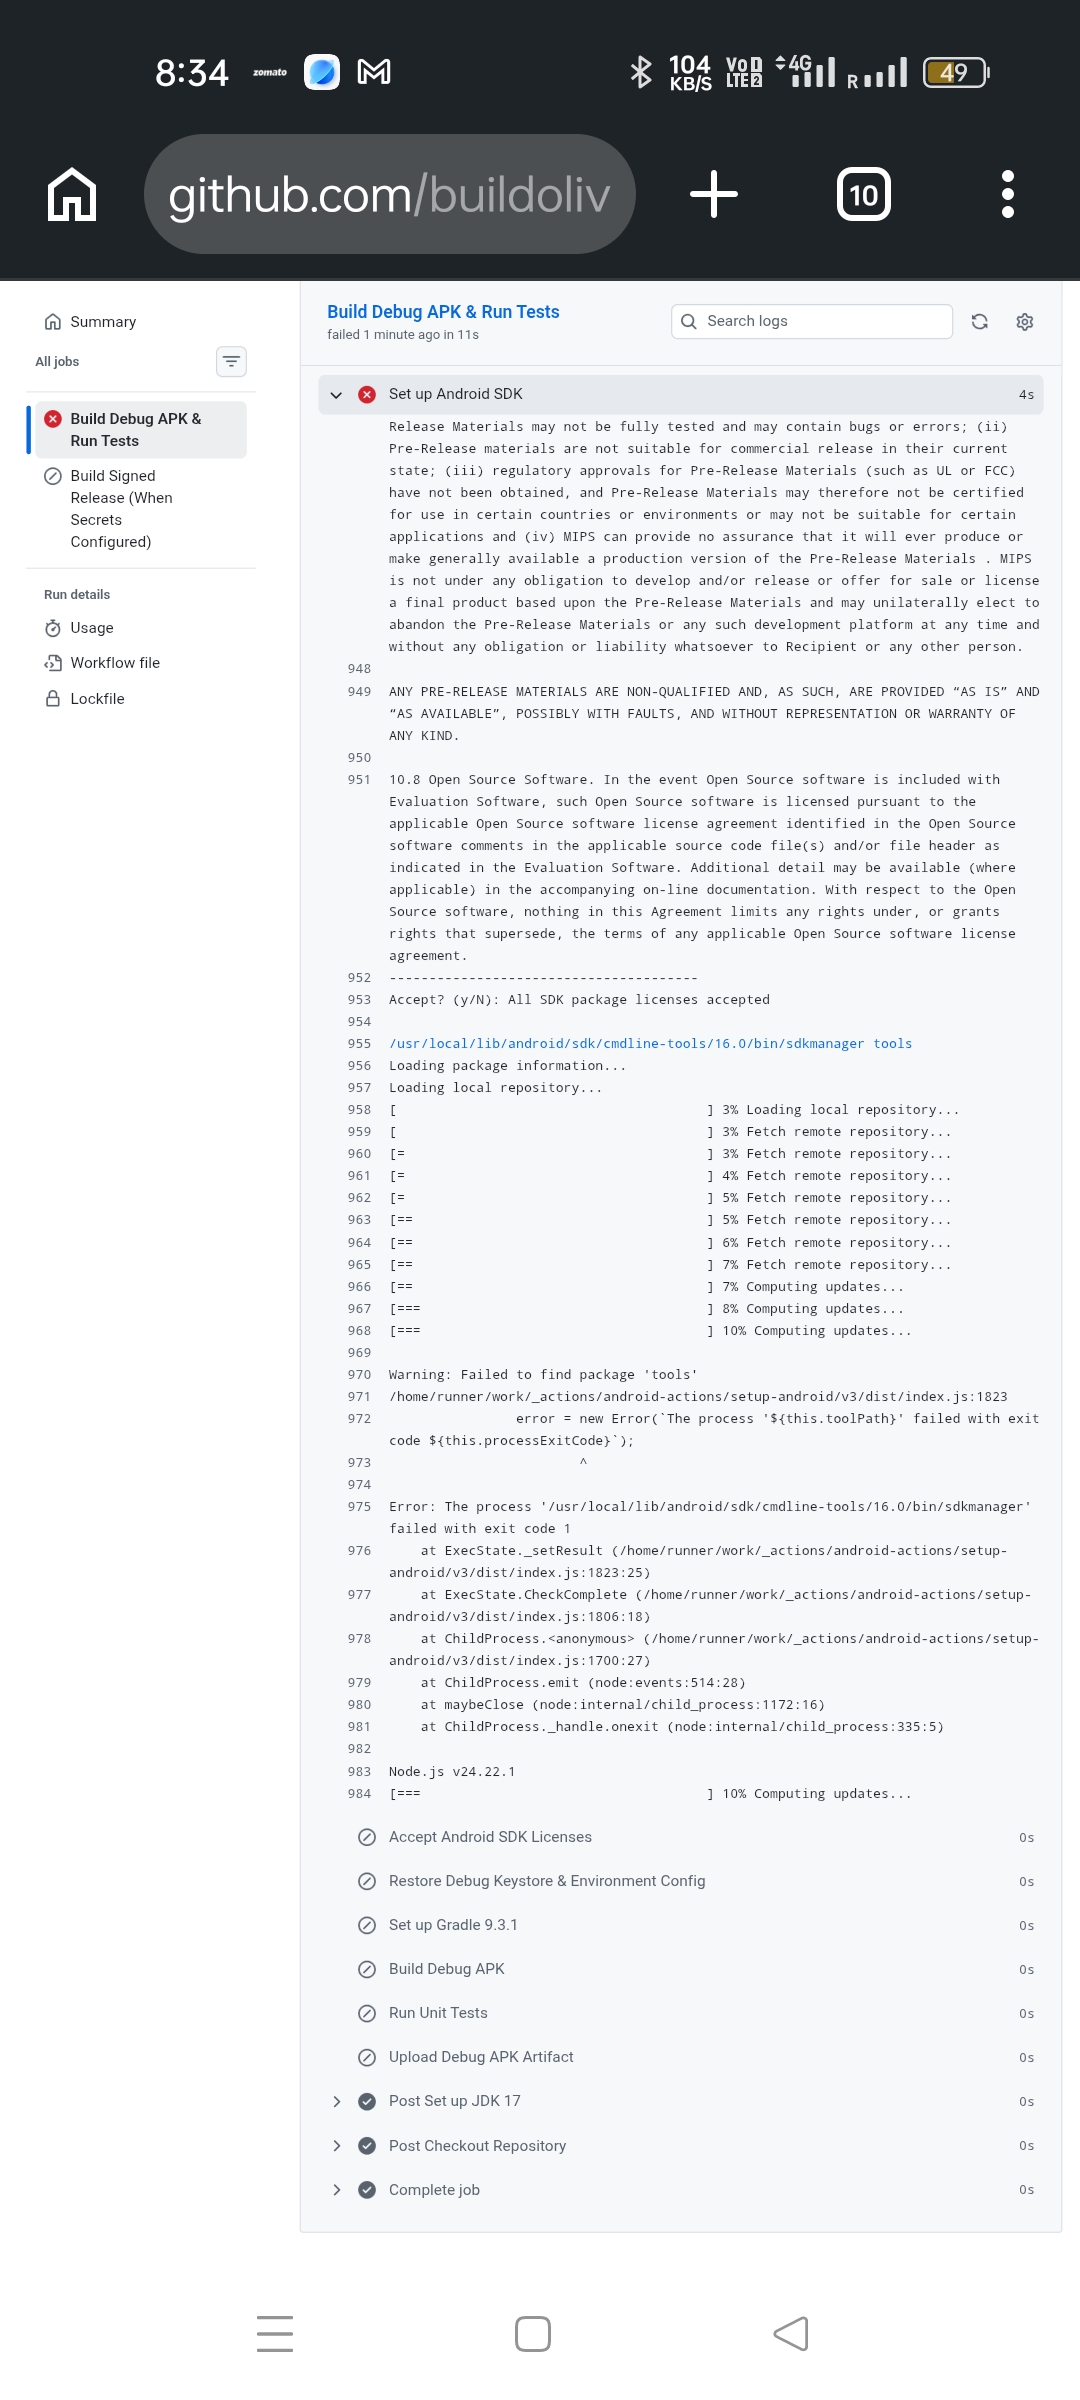 8:34 zomato 104 KB/S VoD LTE2 4G R 49
github.com/buildoliv 10
Summary
All jobs
Build Debug APK &
Run Tests
Build Signed
Release (When
Secrets
Configured)
Run details
Usage
Workflow file
Lockfile
Build Debug APK & Run Tests
failed 1 minute ago in 11s
Search logs
Set up Android SDK 4s
Release Materials may not be fully tested and may contain bugs or errors; (ii)
Pre-Release materials are not suitable for commercial release in their current
state; (iii) regulatory approvals for Pre-Release Materials (such as UL or FCC)
have not been obtained, and Pre-Release Materials may therefore not be certified
for use in certain countries or environments or may not be suitable for certain
applications and (iv) MIPS can provide no assurance that it will ever produce or
make generally available a production version of the Pre-Release Materials . MIPS
is not under any obligation to develop and/or release or offer for sale or license
a final product based upon the Pre-Release Materials and may unilaterally elect to
abandon the Pre-Release Materials or any such development platform at any time and
without any obligation or liability whatsoever to Recipient or any other person.
948
949 ANY PRE-RELEASE MATERIALS ARE NON-QUALIFIED AND, AS SUCH, ARE PROVIDED “AS IS” AND
“AS AVAILABLE”, POSSIBLY WITH FAULTS, AND WITHOUT REPRESENTATION OR WARRANTY OF
ANY KIND.
950
951 10.8 Open Source Software. In the event Open Source software is included with
Evaluation Software, such Open Source software is licensed pursuant to the
applicable Open Source software license agreement identified in the Open Source
software comments in the applicable source code file(s) and/or file header as
indicated in the Evaluation Software. Additional detail may be available (where
applicable) in the accompanying on-line documentation. With respect to the Open
Source software, nothing in this Agreement limits any rights under, or grants
rights that supersede, the terms of any applicable Open Source software license
agreement.
952 ---------------------------------------
953 Accept? (y/N): All SDK package licenses accepted
954
955 /usr/local/lib/android/sdk/cmdline-tools/16.0/bin/sdkmanager tools
956 Loading package information...
957 Loading local repository...
958 [                                       ] 3% Loading local repository...
959 [                                       ] 3% Fetch remote repository...
960 [=                                      ] 3% Fetch remote repository...
961 [=                                      ] 4% Fetch remote repository...
962 [=                                      ] 5% Fetch remote repository...
963 [==                                     ] 5% Fetch remote repository...
964 [==                                     ] 6% Fetch remote repository...
965 [==                                     ] 7% Fetch remote repository...
966 [==                                     ] 7% Computing updates...
967 [===                                    ] 8% Computing updates...
968 [===                                    ] 10% Computing updates...
969
970 Warning: Failed to find package 'tools'
971 /home/runner/work/_actions/android-actions/setup-android/v3/dist/index.js:1823
972                 error = new Error(`The process '${this.toolPath}' failed with exit
code ${this.processExitCode}`);
973                         ^
974
975 Error: The process '/usr/local/lib/android/sdk/cmdline-tools/16.0/bin/sdkmanager'
failed with exit code 1
976     at ExecState._setResult (/home/runner/work/_actions/android-actions/setup-
android/v3/dist/index.js:1823:25)
977     at ExecState.CheckComplete (/home/runner/work/_actions/android-actions/setup-
android/v3/dist/index.js:1806:18)
978     at ChildProcess.<anonymous> (/home/runner/work/_actions/android-actions/setup-
android/v3/dist/index.js:1700:27)
979     at ChildProcess.emit (node:events:514:28)
980     at maybeClose (node:internal/child_process:1172:16)
981     at ChildProcess._handle.onexit (node:internal/child_process:335:5)
982
983 Node.js v24.22.1
984 [===                                    ] 10% Computing updates...
Accept Android SDK Licenses 0s
Restore Debug Keystore & Environment Config 0s
Set up Gradle 9.3.1 0s
Build Debug APK 0s
Run Unit Tests 0s
Upload Debug APK Artifact 0s
Post Set up JDK 17 0s
Post Checkout Repository 0s
Complete job 0s